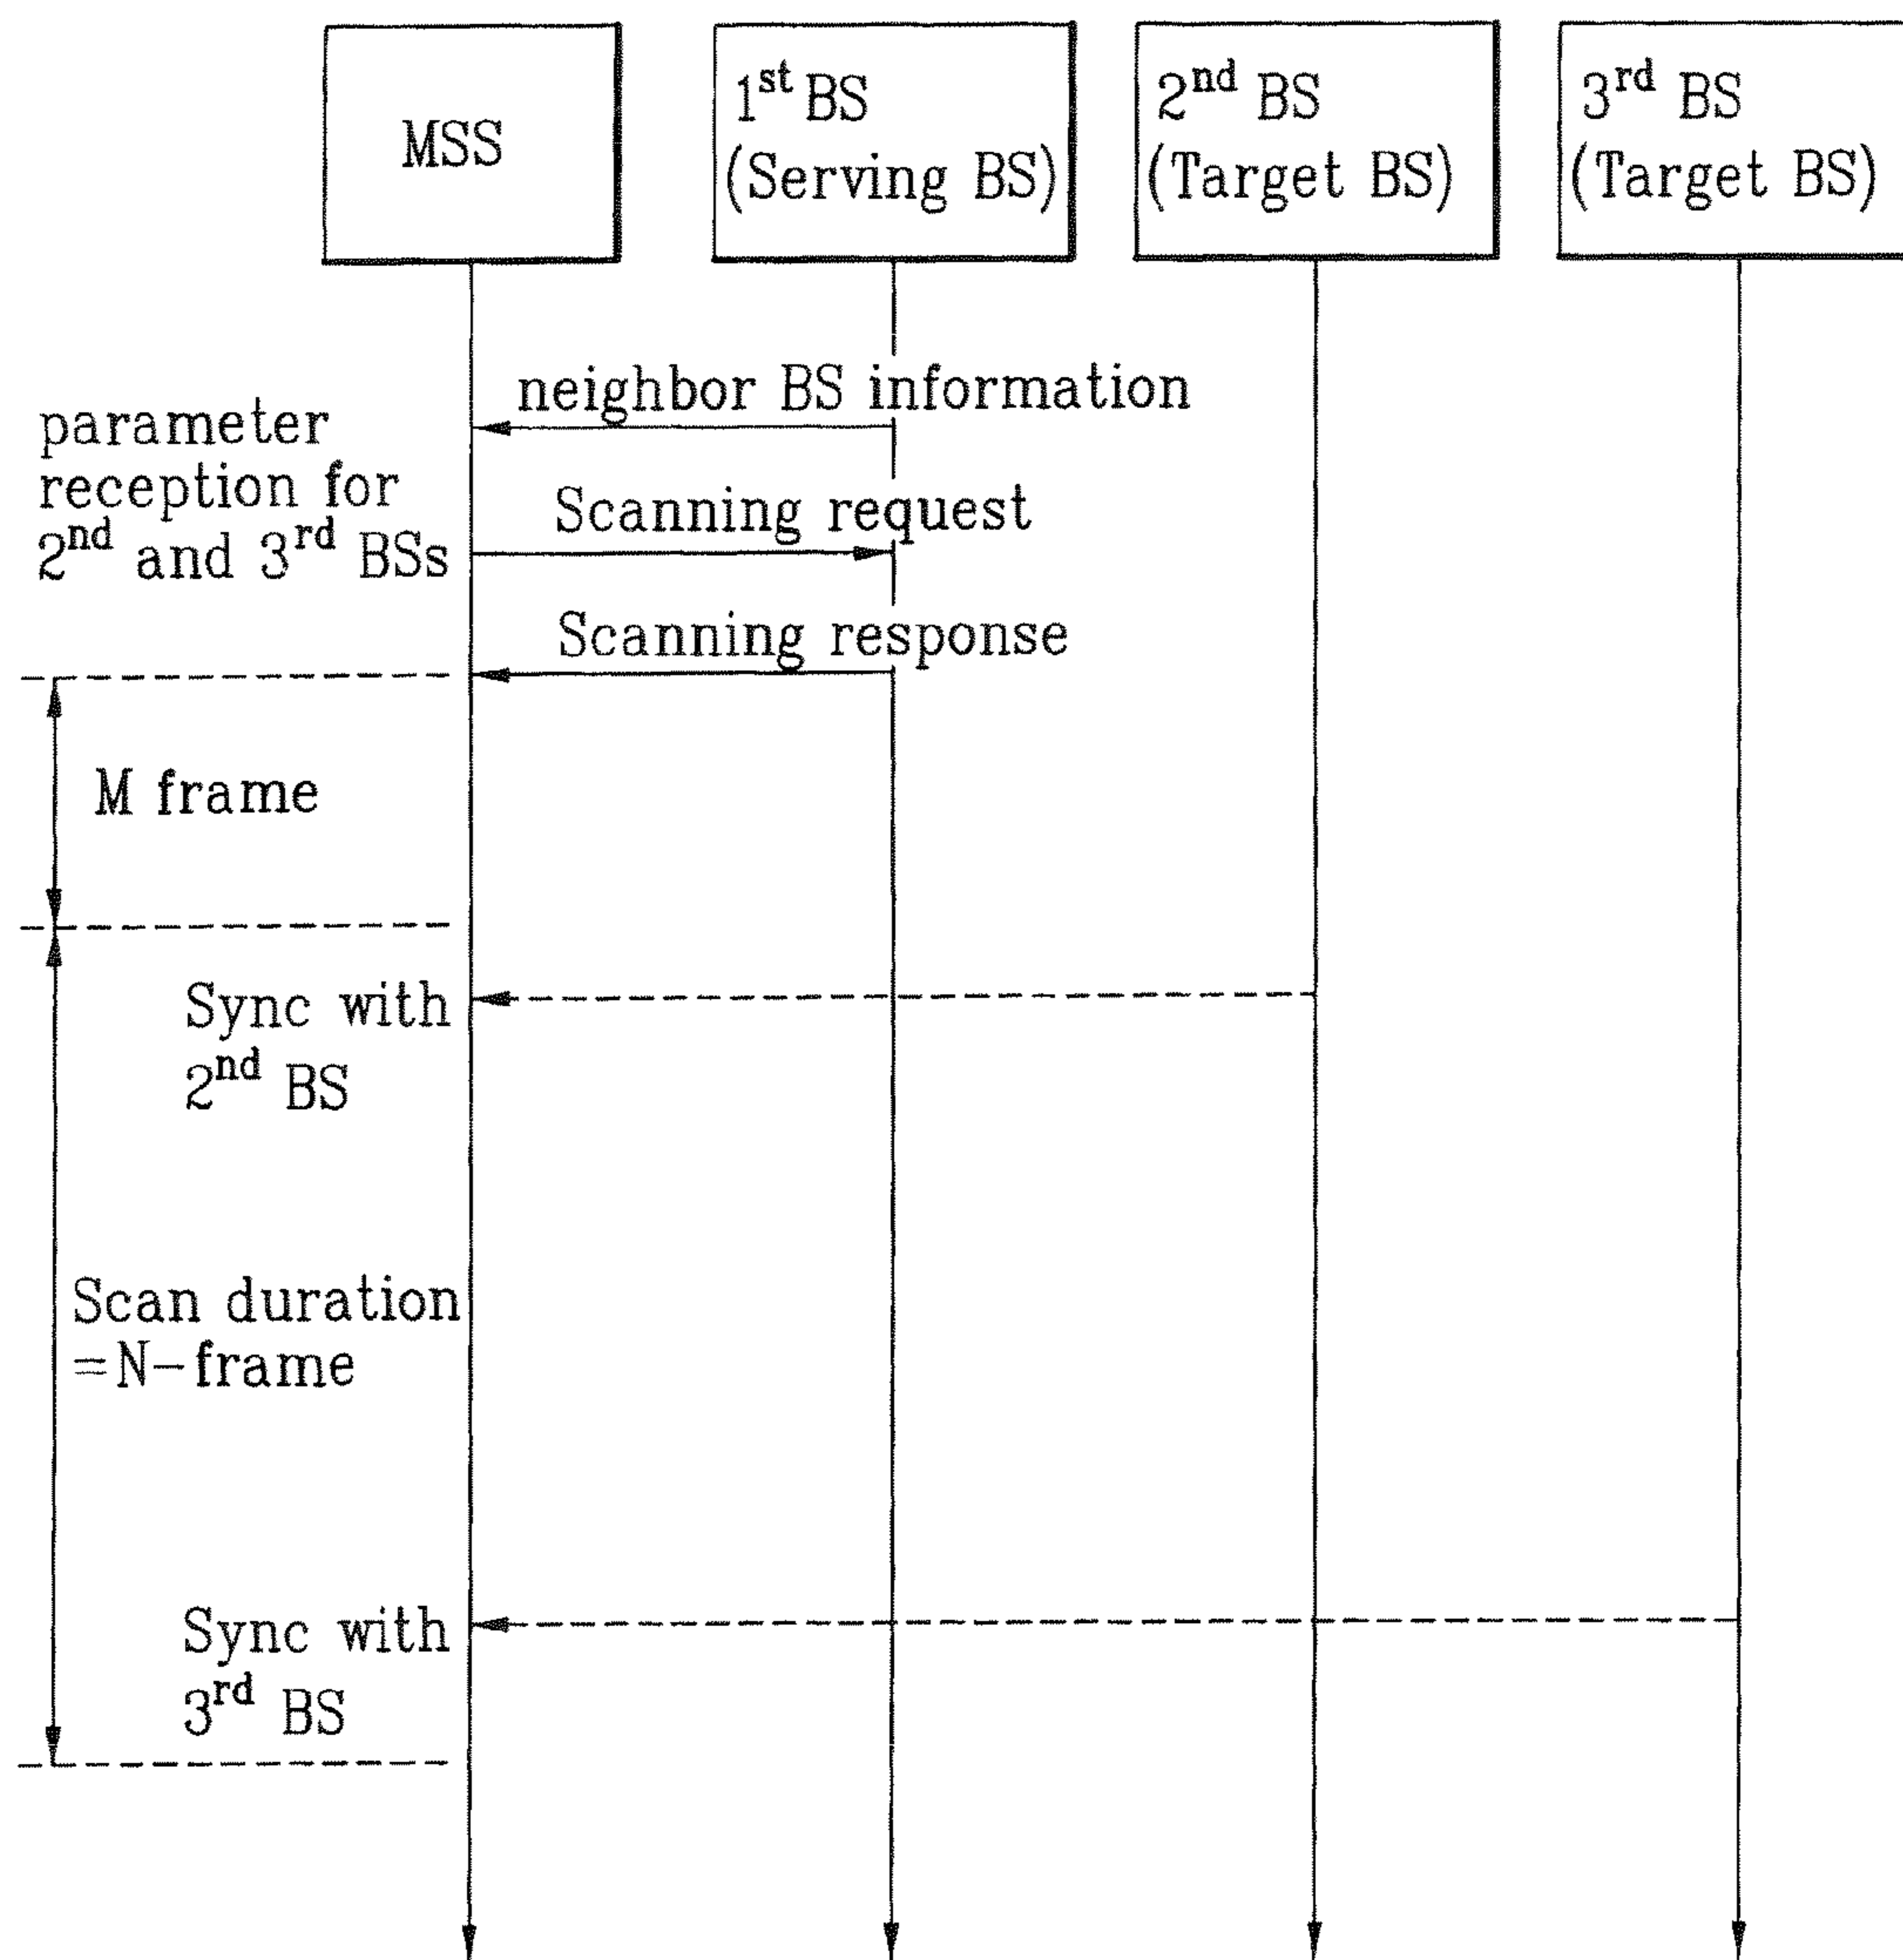 MSS
1st BS
(Serving BS)
2nd BS
(Target BS)
3rd BS
(Target BS)
neighbor BS information
parameter
reception for
2nd and 3rd BSs
Scanning request
Scanning response
M frame
Sync with
2nd BS
Scan duration
=N-frame
Sync with
3rd BS